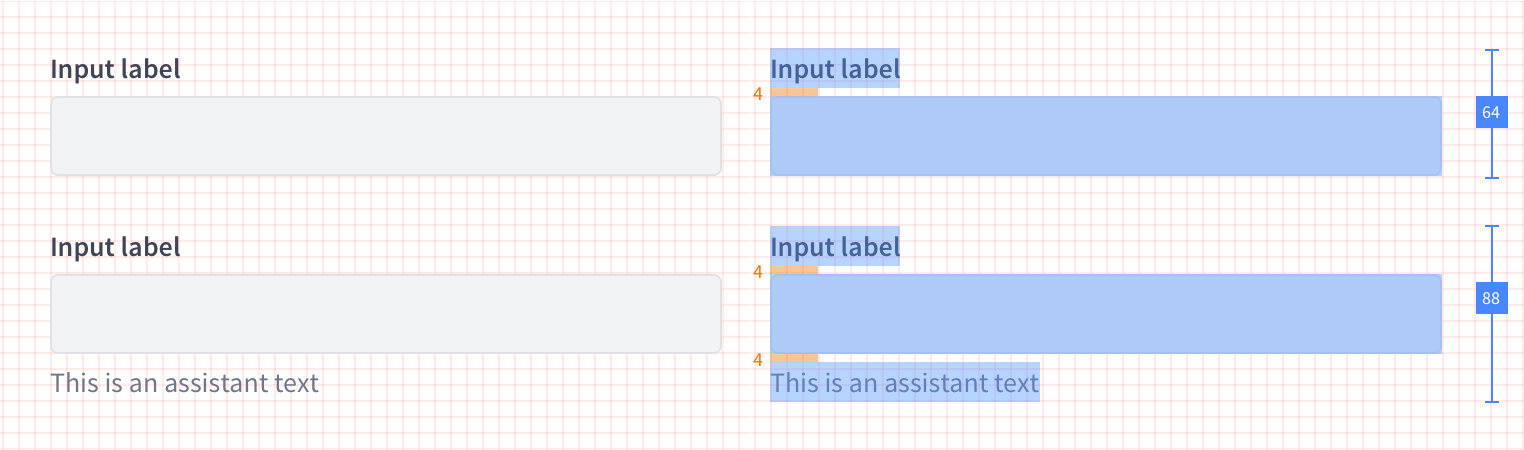 Input label
Input label
4
64
Input label
Input label
4
88
4
This is an assistant text
This is an assistant text